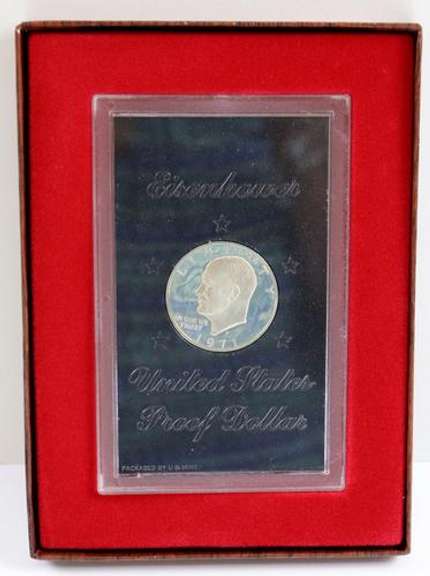 Eisenhower
LIBERTY
IN GOD WE
TRUST
1971
United States
Proof Dollar
PACKAGED BY U.S. MINT